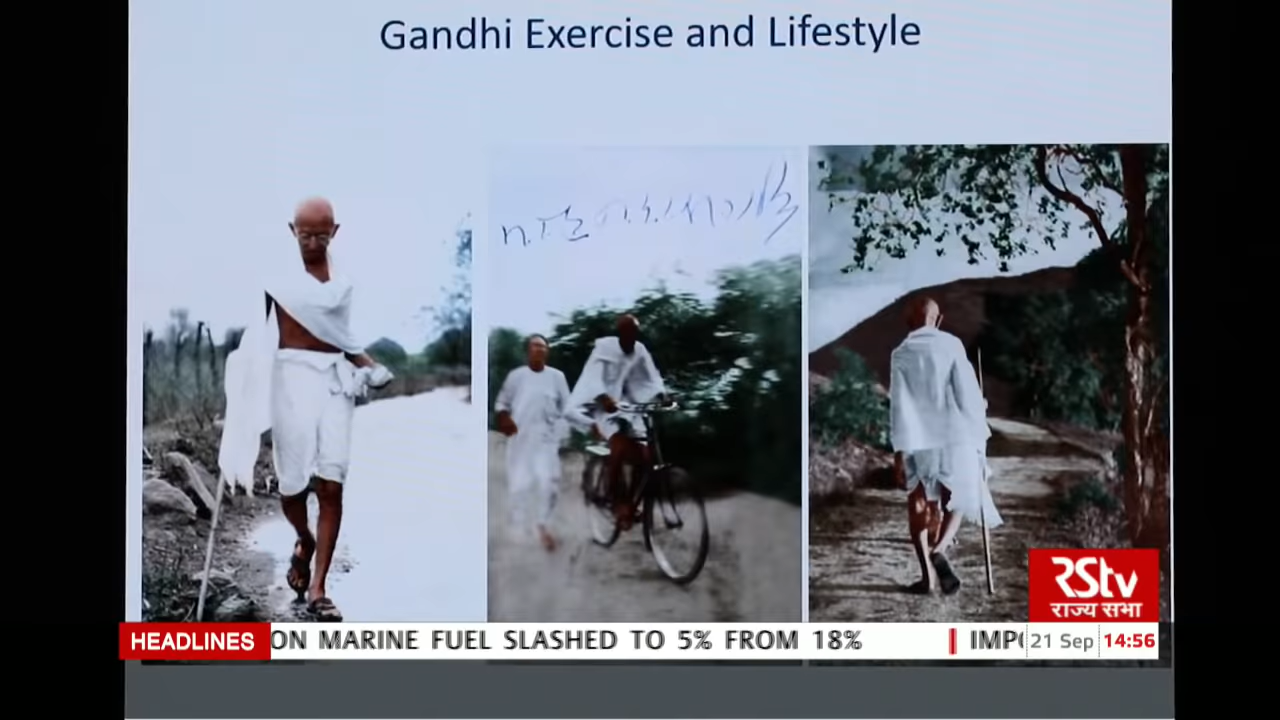 Gandhi Exercise and Lifestyle
RStv
राज्य सभा
HEADLINES ON MARINE FUEL SLASHED TO 5% FROM 18% | IMP 21 Sep 14:56